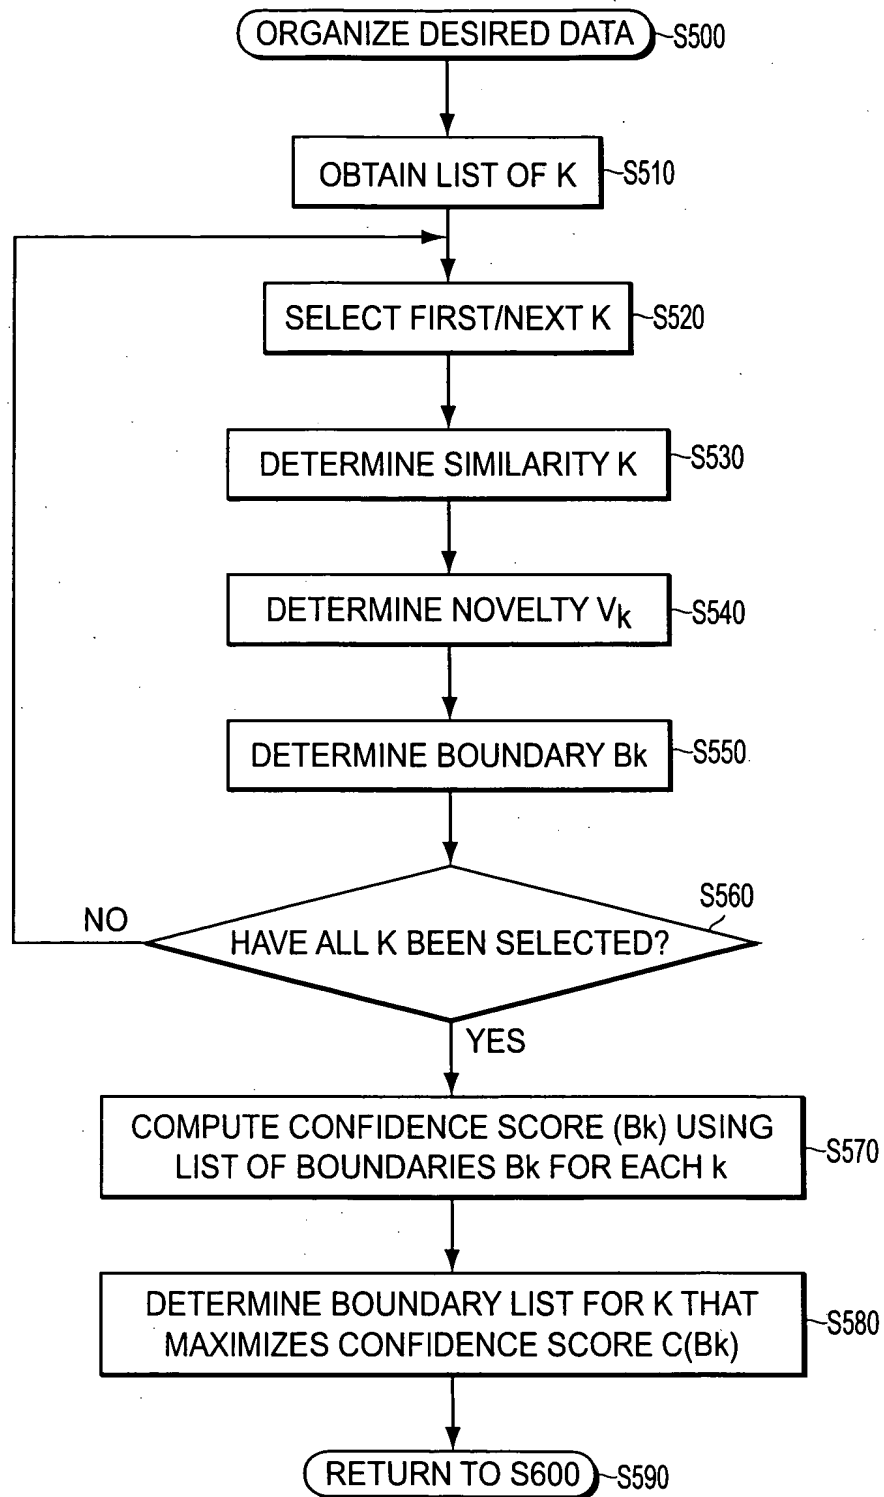 ORGANIZE DESIRED DATA
S500
OBTAIN LIST OF K
S510
SELECT FIRST/NEXT K
S520
DETERMINE SIMILARITY K
S530
DETERMINE NOVELTY Vk
S540
DETERMINE BOUNDARY Bk
S550
S560
NO
HAVE ALL K BEEN SELECTED?
YES
COMPUTE CONFIDENCE SCORE (Bk) USING
LIST OF BOUNDARIES Bk FOR EACH k
S570
DETERMINE BOUNDARY LIST FOR K THAT
MAXIMIZES CONFIDENCE SCORE C(Bk)
S580
RETURN TO S600
S590